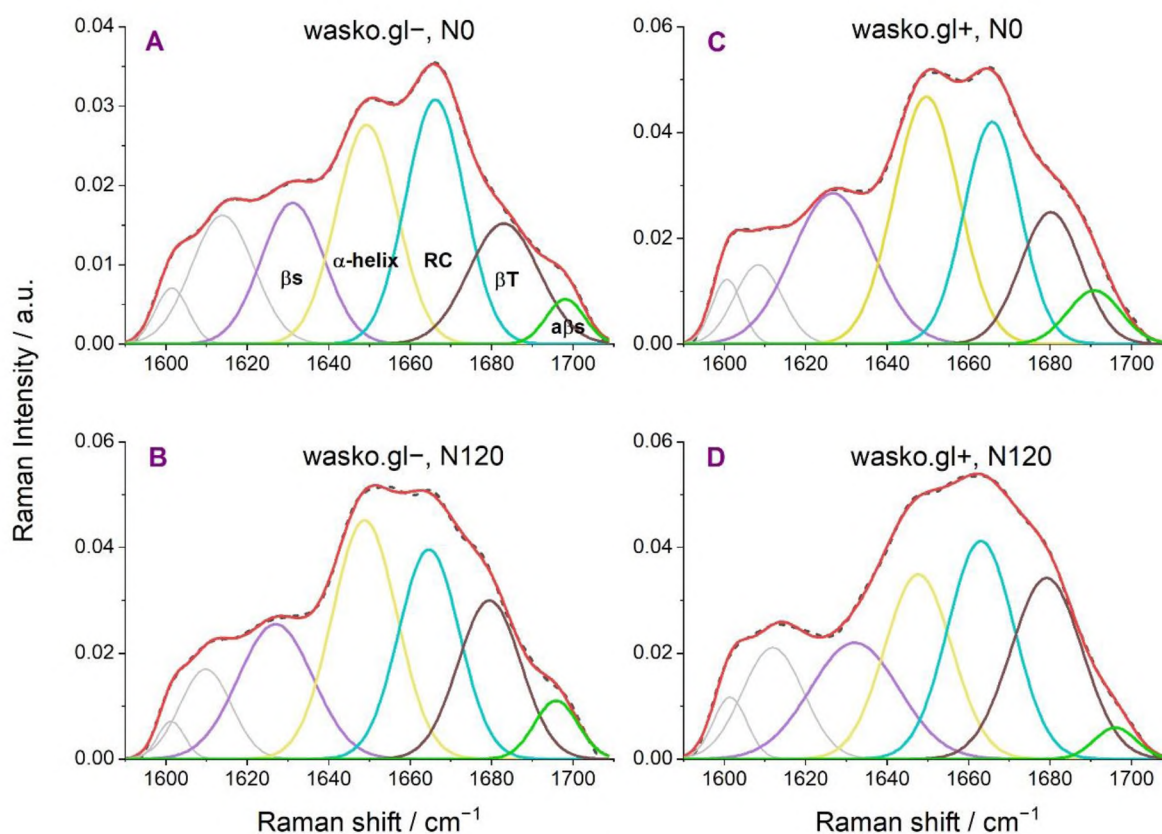 A
wasko.gl−, N0
0.04
0.03
0.02
0.01
0.00
βs
α-helix
RC
βT
aβs
1600 1620 1640 1660 1680 1700
C
wasko.gl+, N0
0.06
0.04
0.02
0.00
1600 1620 1640 1660 1680 1700
B
wasko.gl−, N120
0.06
0.04
0.02
0.00
1600 1620 1640 1660 1680 1700
D
wasko.gl+, N120
0.06
0.04
0.02
0.00
1600 1620 1640 1660 1680 1700
Raman Intensity / a.u.
Raman shift / cm⁻¹
Raman shift / cm⁻¹